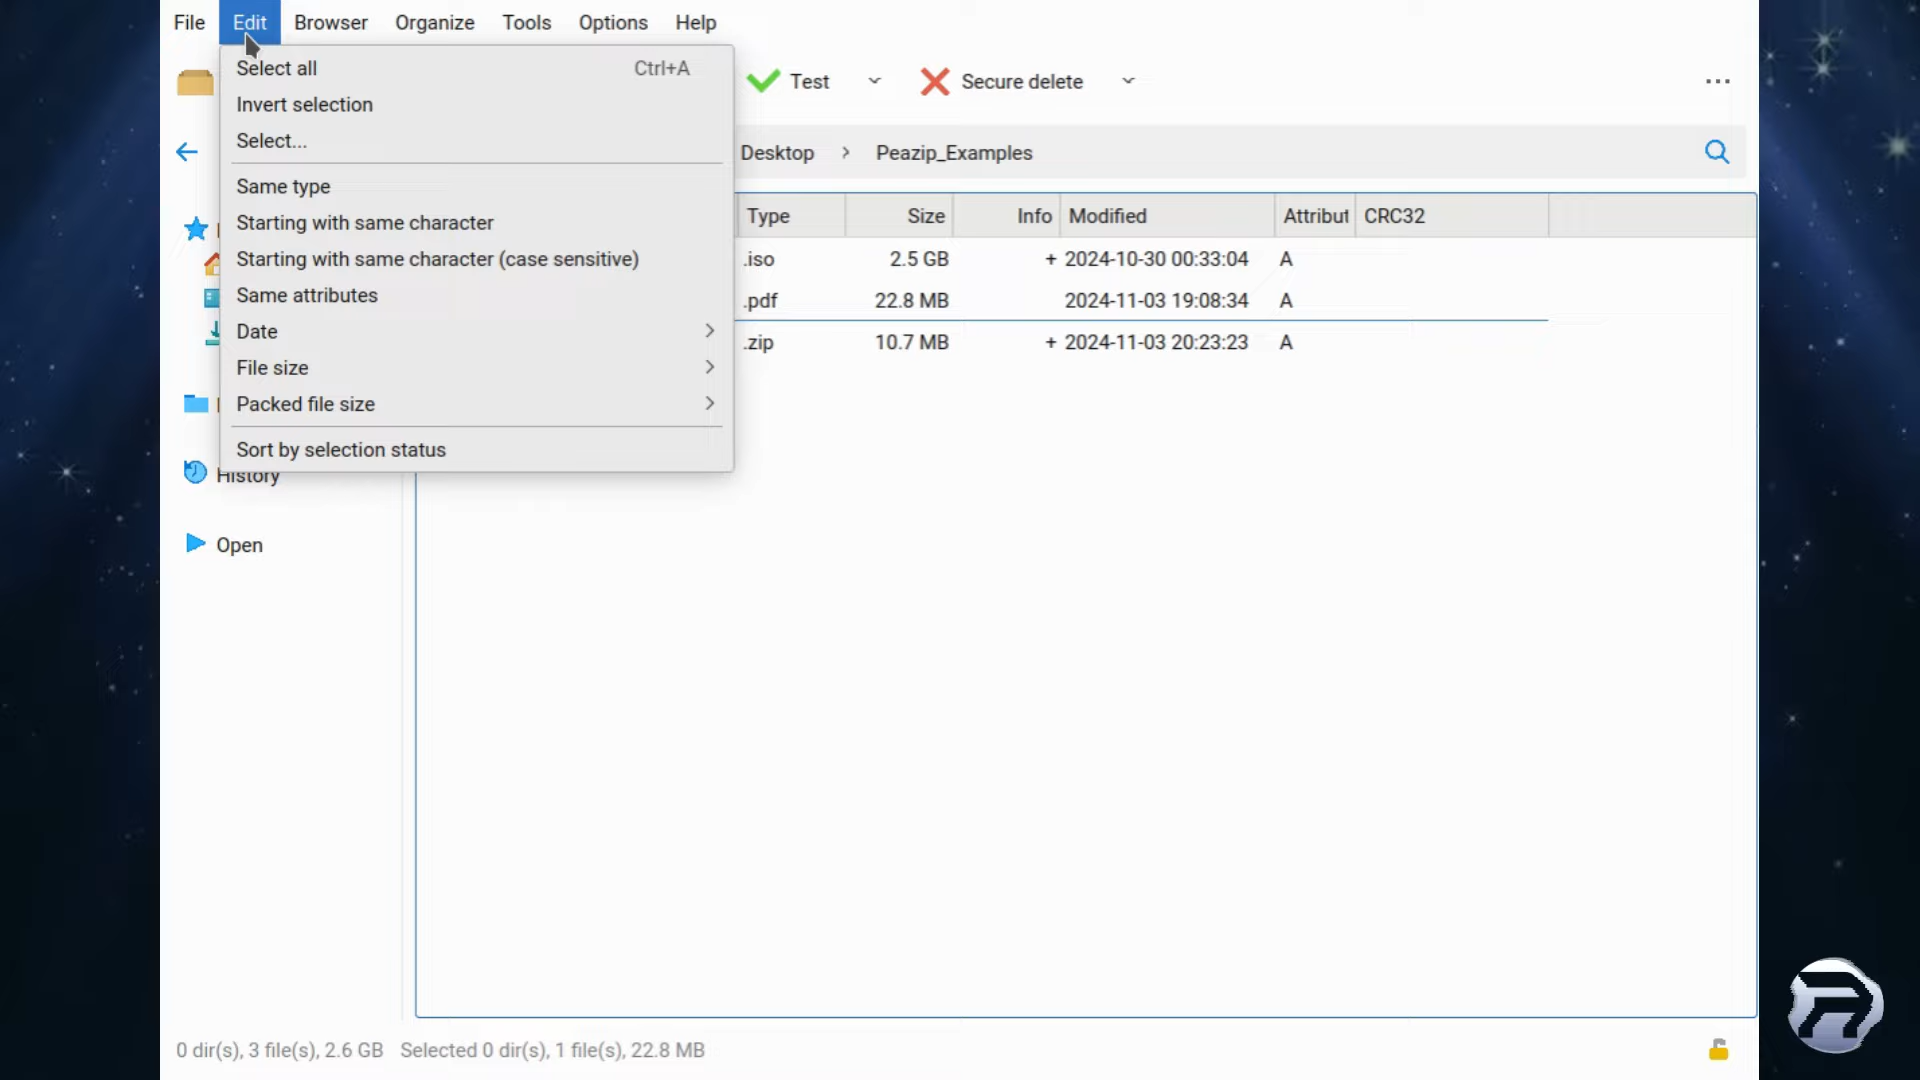 File Edit Browser Organize Tools Options Help
Select all Ctrl+A
Invert selection
Select...
Same type
Starting with same character
Starting with same character (case sensitive)
Same attributes
Date
File size
Packed file size
Sort by selection status
Test Secure delete ...
Desktop > Peazip_Examples
Type Size Info Modified Attribut CRC32
.iso 2.5 GB + 2024-10-30 00:33:04 A
.pdf 22.8 MB 2024-11-03 19:08:34 A
.zip 10.7 MB + 2024-11-03 20:23:23 A
History
Open
0 dir(s), 3 file(s), 2.6 GB Selected 0 dir(s), 1 file(s), 22.8 MB